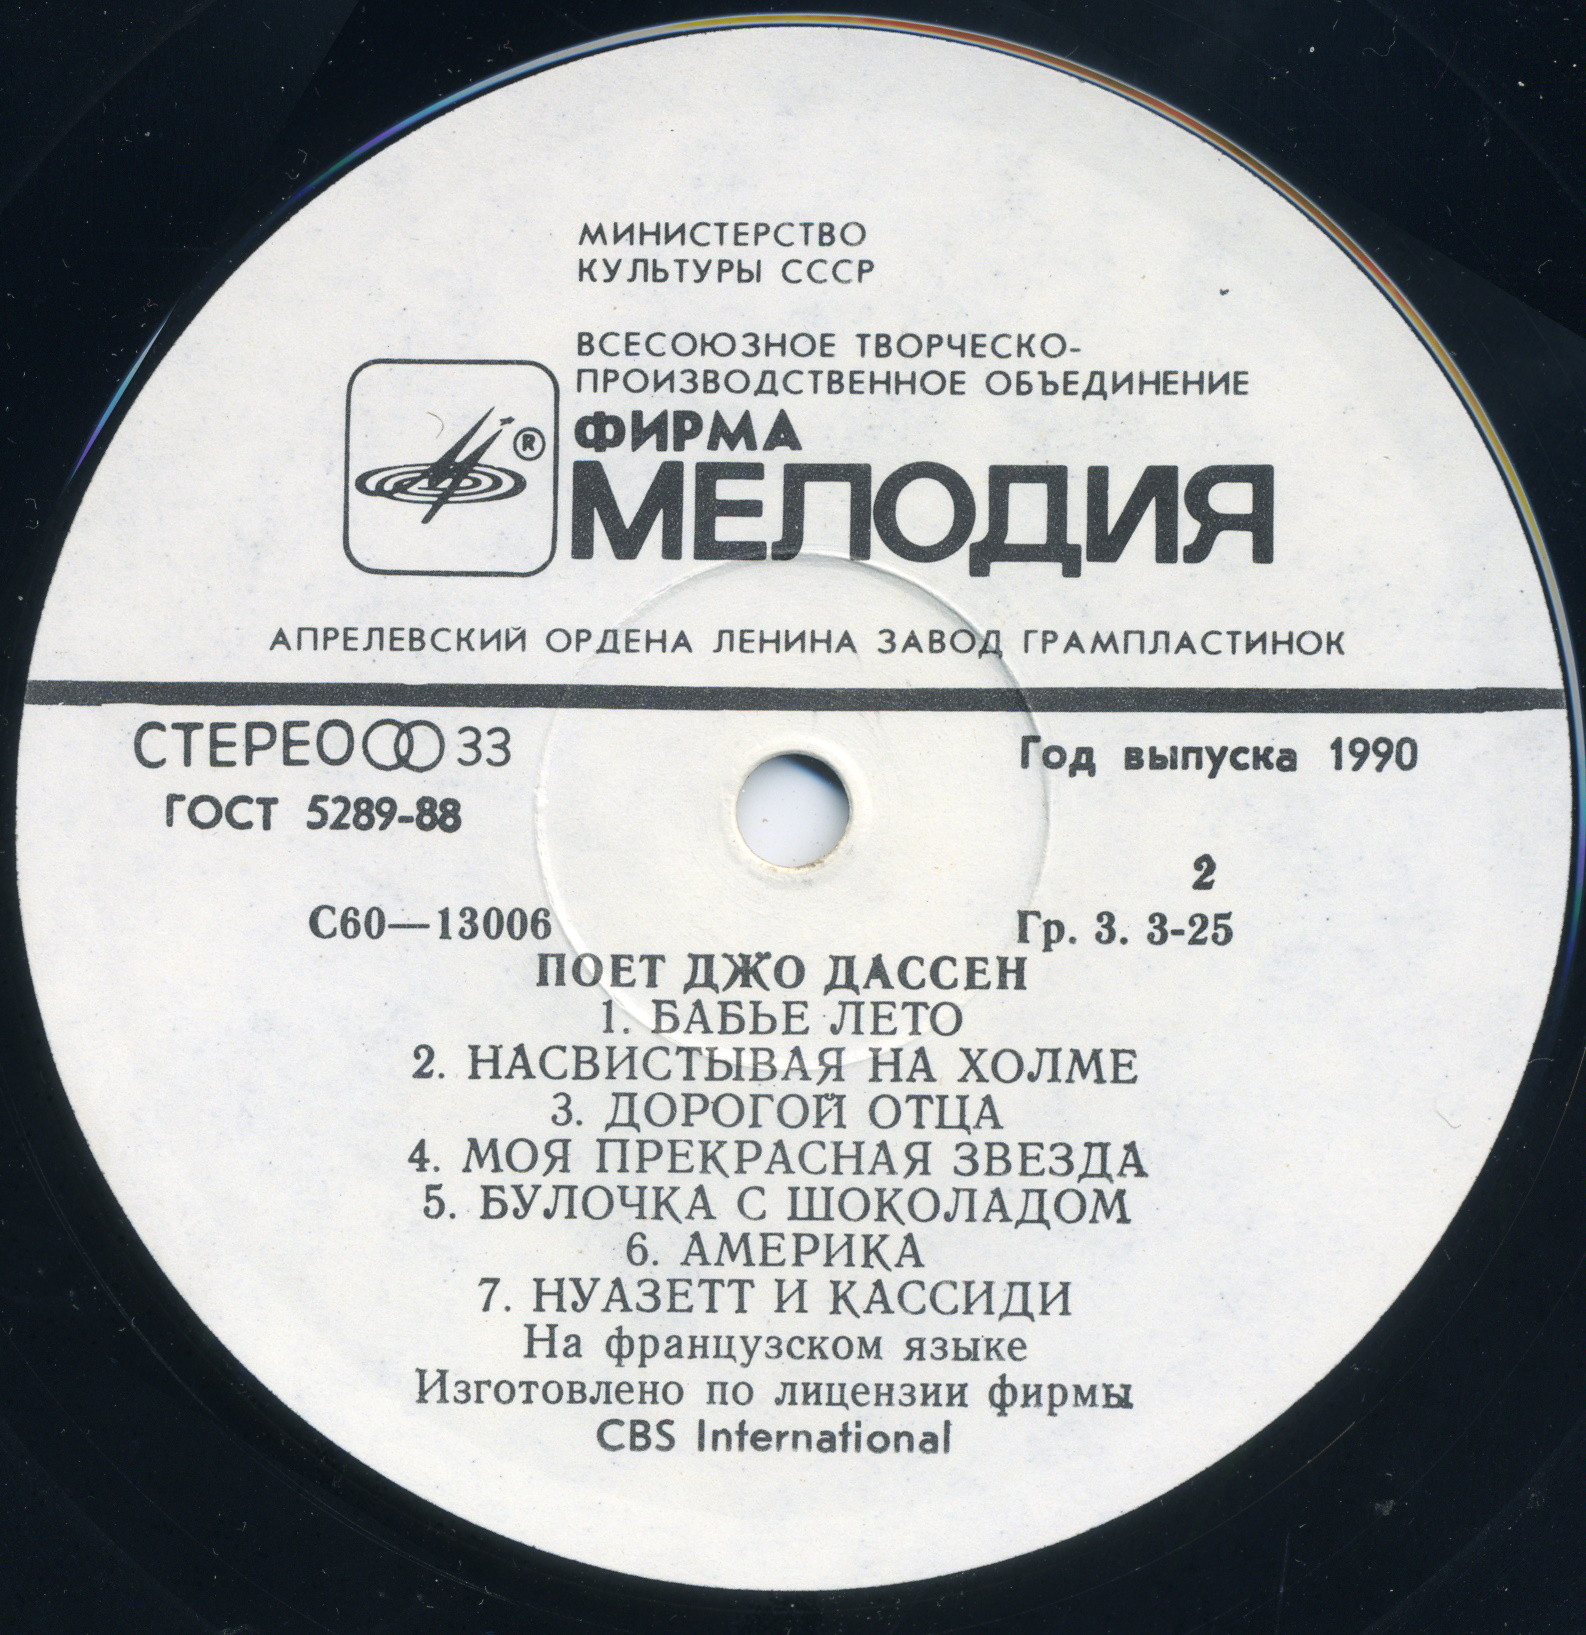 МИНИСТЕРСТВО
КУЛЬТУРЫ СССР
ВСЕСОЮЗНОЕ ТВОРЧЕСКО-
ПРОИЗВОДСТВЕННОЕ ОБЪЕДИНЕНИЕ
ФИРМА
®
МЕЛОДИЯ
АПРЕЛЕВСКИЙ ОРДЕНА ЛЕНИНА ЗАВОД ГРАМПЛАСТИНОК
СТЕРЕО 33
Год выпуска 1990
ГОСТ 5289-88
2
С60—13006
Гр. 3. 3-25
ПОЕТ ДЖО ДАССЕН
1. БАБЬЕ ЛЕТО
2. НАСВИСТЫВАЯ НА ХОЛМЕ
3. ДОРОГОЙ ОТЦА
4. МОЯ ПРЕКРАСНАЯ ЗВЕЗДА
5. БУЛОЧКА С ШОКОЛАДОМ
6. АМЕРИКА
7. НУАЗЕТТ И КАССИДИ
На французском языке
Изготовлено по лицензии фирмы
CBS International